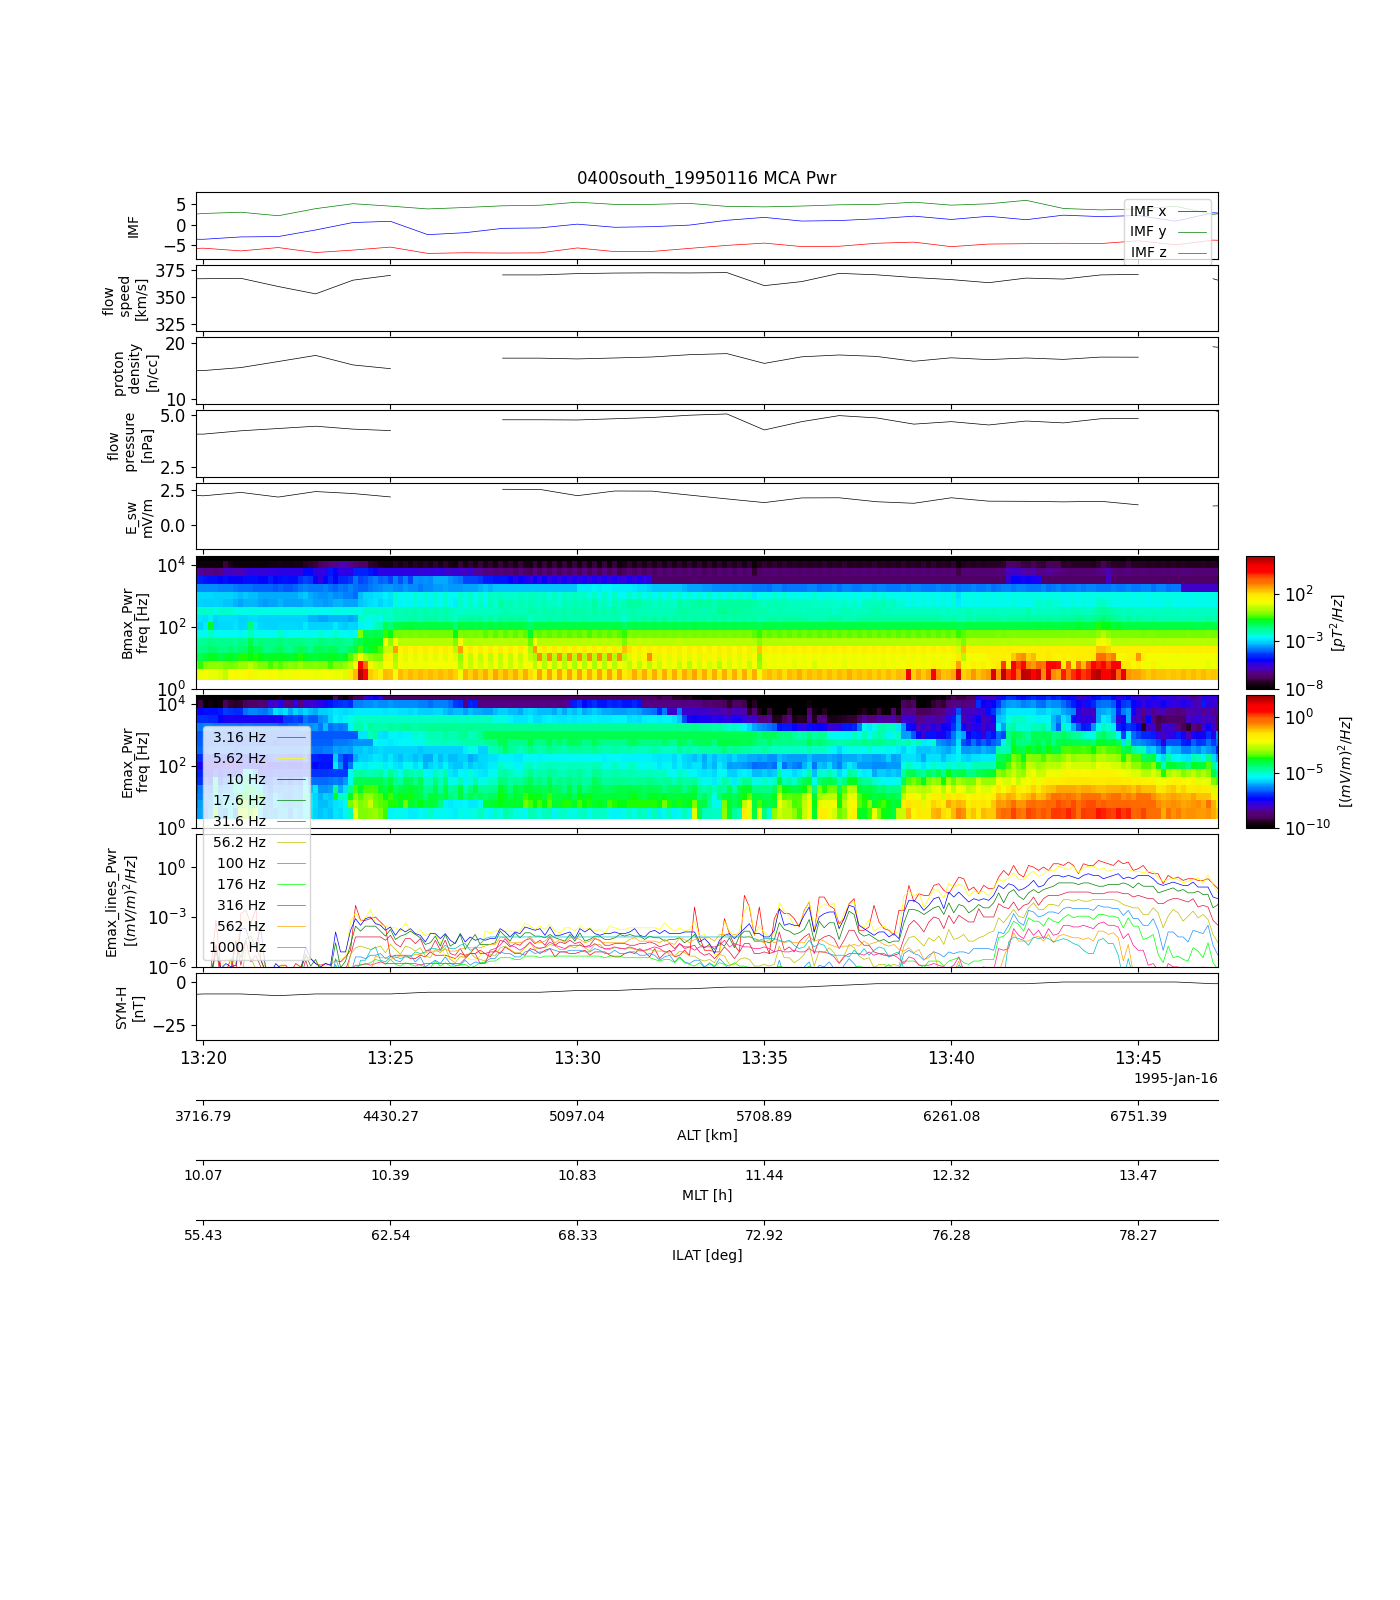 0400south_19950116 MCA Pwr
IMF
5
0
−5
IMF x
IMF y
IMF z
flow
speed
[km/s]
375
350
325
proton
density
[n/cc]
20
10
flow
pressure
[nPa]
5.0
2.5
E_sw
mV/m
2.5
0.0
Bmax_Pwr
freq [Hz]
10^4
10^2
10^0
10^2
10^−3
10^−8
[pT^2/Hz]
Emax_Pwr
freq [Hz]
10^4
10^2
10^0
10^0
10^−5
10^−10
[(mV/m)^2/Hz]
3.16 Hz
5.62 Hz
10 Hz
17.6 Hz
31.6 Hz
56.2 Hz
100 Hz
176 Hz
316 Hz
562 Hz
1000 Hz
Emax_lines_Pwr
[(mV/m)^2/Hz]
10^0
10^−3
10^−6
SYM-H
[nT]
0
−25
13:20 13:25 13:30 13:35 13:40 13:45
1995-Jan-16
3716.79 4430.27 5097.04 5708.89 6261.08 6751.39
ALT [km]
10.07 10.39 10.83 11.44 12.32 13.47
MLT [h]
55.43 62.54 68.33 72.92 76.28 78.27
ILAT [deg]